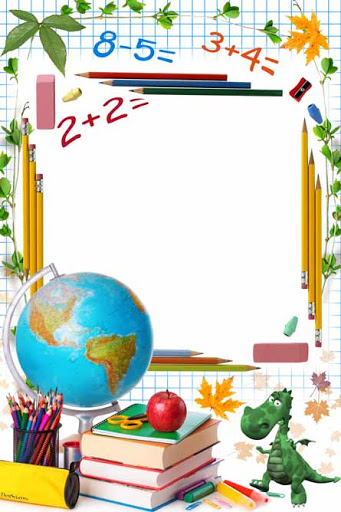 8-5=
3+4=
2+2=